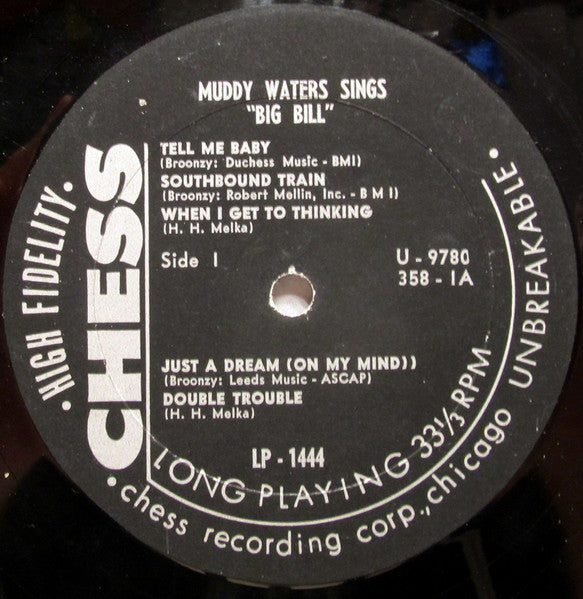 MUDDY WATERS SINGS
"BIG BILL"
TELL ME BABY
(Broonzy: Duchess Music - BMI)
SOUTHBOUND TRAIN
(Broonzy: Robert Mellin, Inc. - B M I)
WHEN I GET TO THINKING
(H. H. Melka)
Side I
U - 9780
358 - 1A
JUST A DREAM (ON MY MIND))
(Broonzy: Leeds Music - ASCAP)
DOUBLE TROUBLE
(H. H. Melka)
LP - 1444
CHESS
• HIGH FIDELITY •
LONG PLAYING 33⅓ RPM
• chess recording corp., chicago UNBREAKABLE •